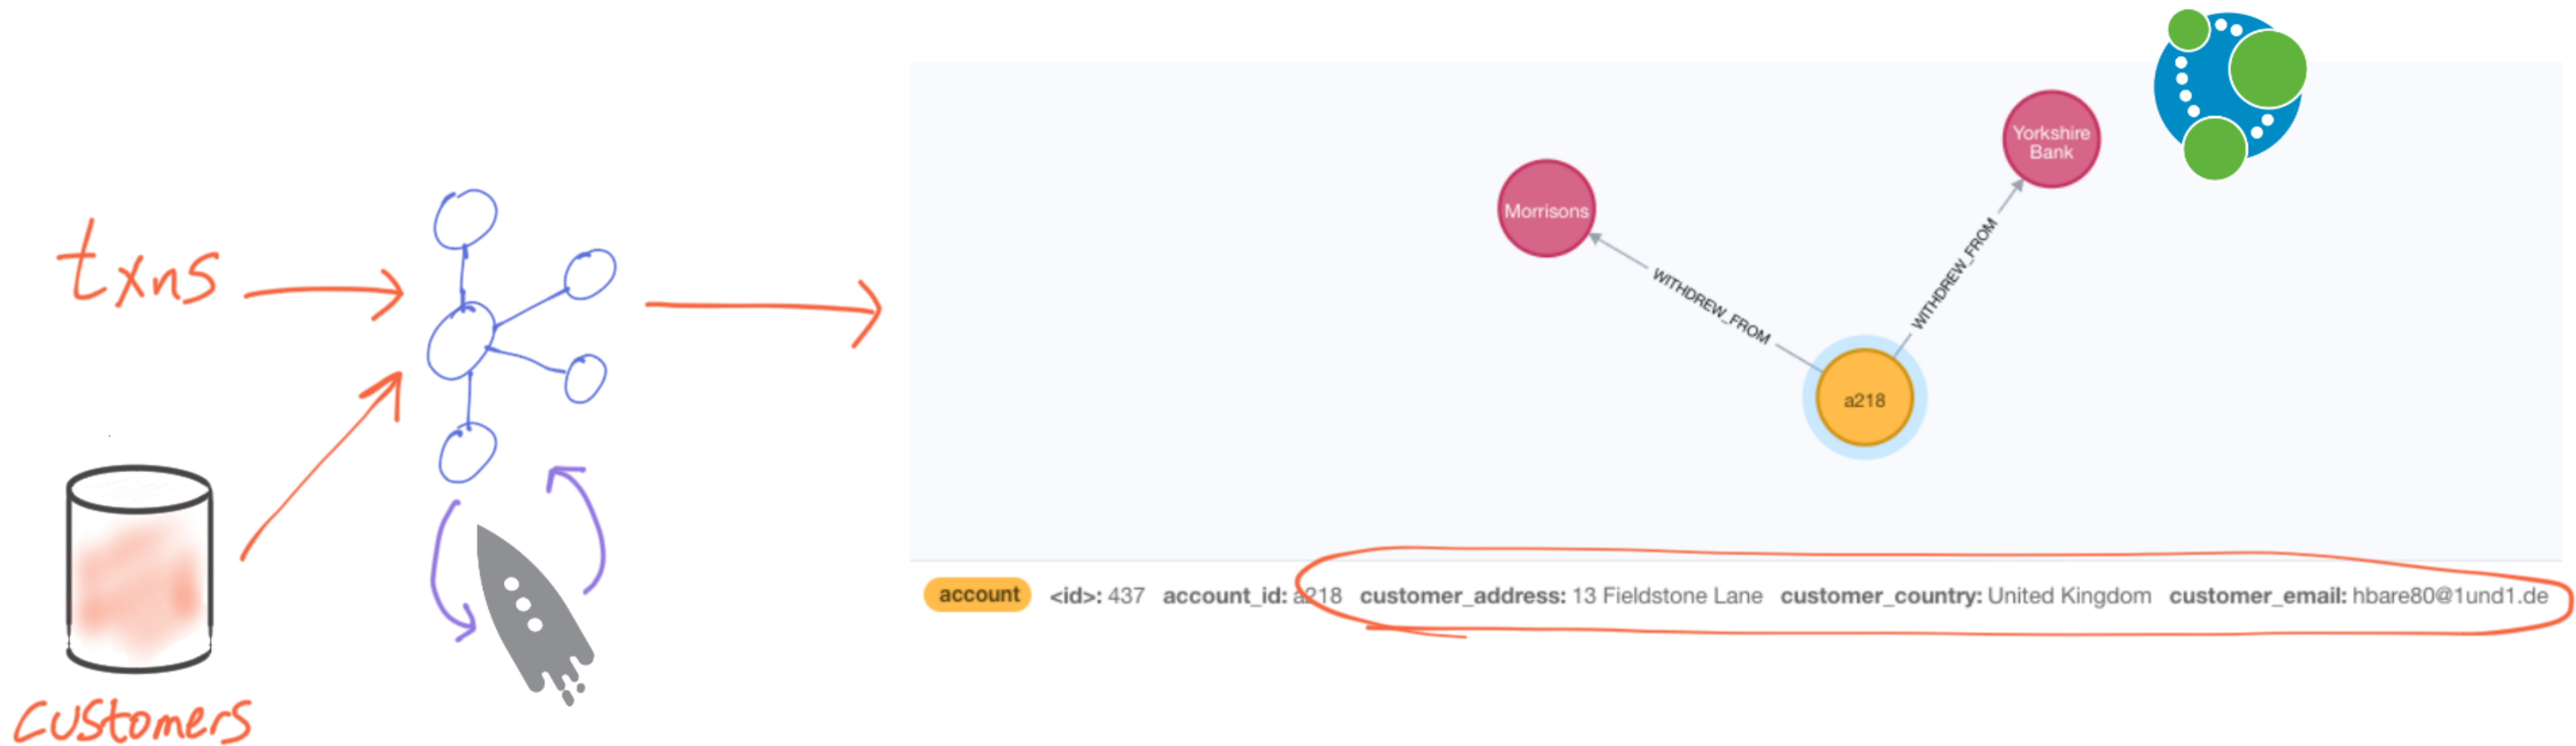 txns
customers
Morrisons
Yorkshire
Bank
WITHDREW_FROM
WITHDREW_FROM
a218
account <id>: 437 account_id: a218 customer_address: 13 Fieldstone Lane customer_country: United Kingdom customer_email: hbare80@1und1.de